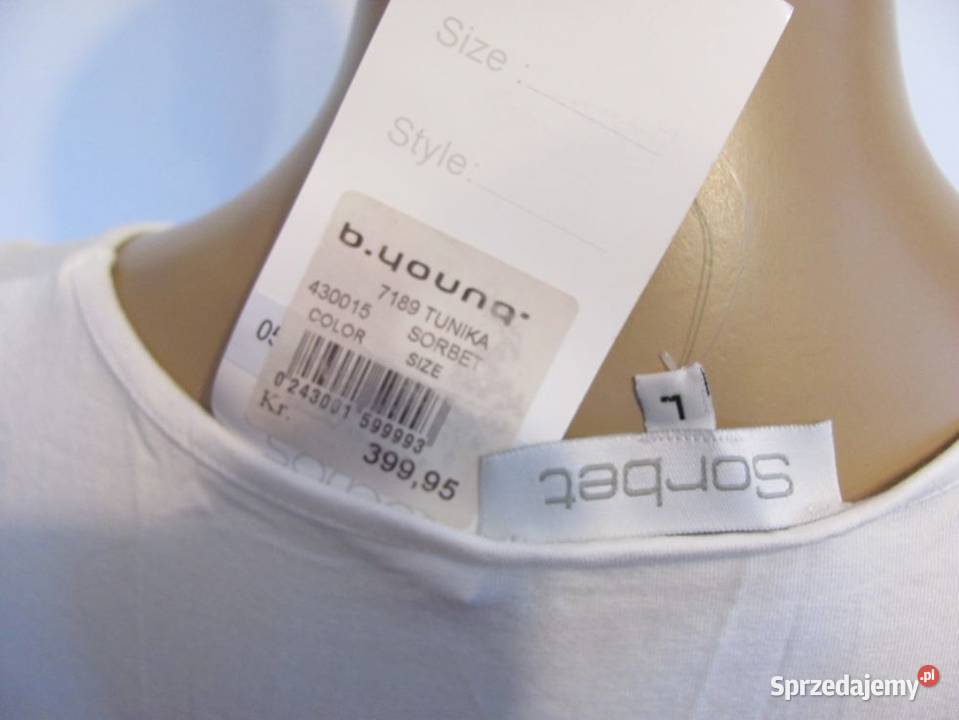 Size :
Style:
b.young.
7189 TUNIKA
430015 SORBET
COLOR SIZE
05
0 243001 599993
Kr. 399,95
L
Sorbet
Sprzedajemy.pl